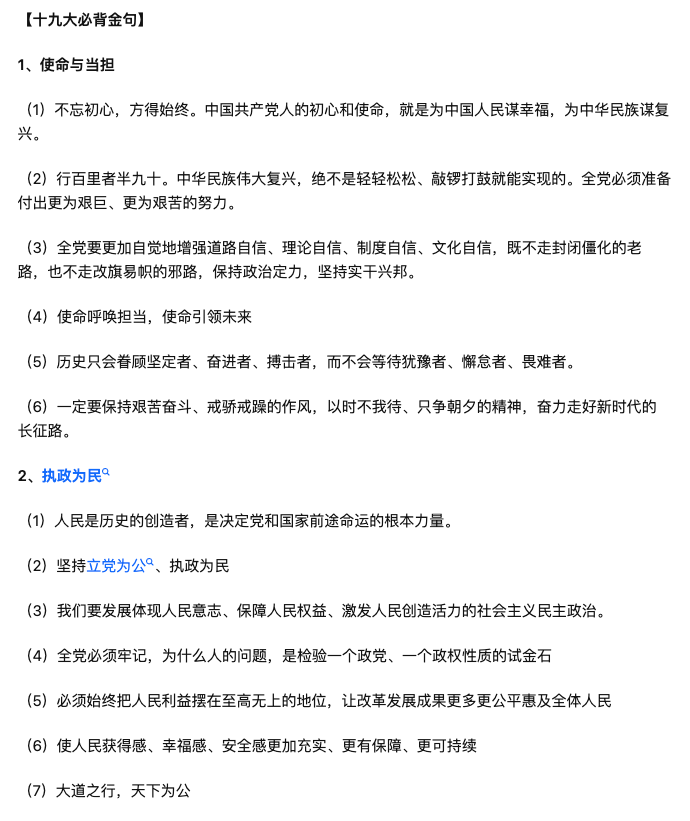 【十九大必背金句】
1、使命与当担
（1）不忘初心，方得始终。中国共产党人的初心和使命，就是为中国人民谋幸福，为中华民族谋复
兴。
（2）行百里者半九十。中华民族伟大复兴，绝不是轻轻松松、敲锣打鼓就能实现的。全党必须准备
付出更为艰巨、更为艰苦的努力。
（3）全党要更加自觉地增强道路自信、理论自信、制度自信、文化自信，既不走封闭僵化的老
路，也不走改旗易帜的邪路，保持政治定力，坚持实干兴邦。
（4）使命呼唤担当，使命引领未来
（5）历史只会眷顾坚定者、奋进者、搏击者，而不会等待犹豫者、懈怠者、畏难者。
（6）一定要保持艰苦奋斗、戒骄戒躁的作风，以时不我待、只争朝夕的精神，奋力走好新时代的
长征路。
2、执政为民
（1）人民是历史的创造者，是决定党和国家前途命运的根本力量。
（2）坚持立党为公、执政为民
（3）我们要发展体现人民意志、保障人民权益、激发人民创造活力的社会主义民主政治。
（4）全党必须牢记，为什么人的问题，是检验一个政党、一个政权性质的试金石
（5）必须始终把人民利益摆在至高无上的地位，让改革发展成果更多更公平惠及全体人民
（6）使人民获得感、幸福感、安全感更加充实、更有保障、更可持续
（7）大道之行，天下为公